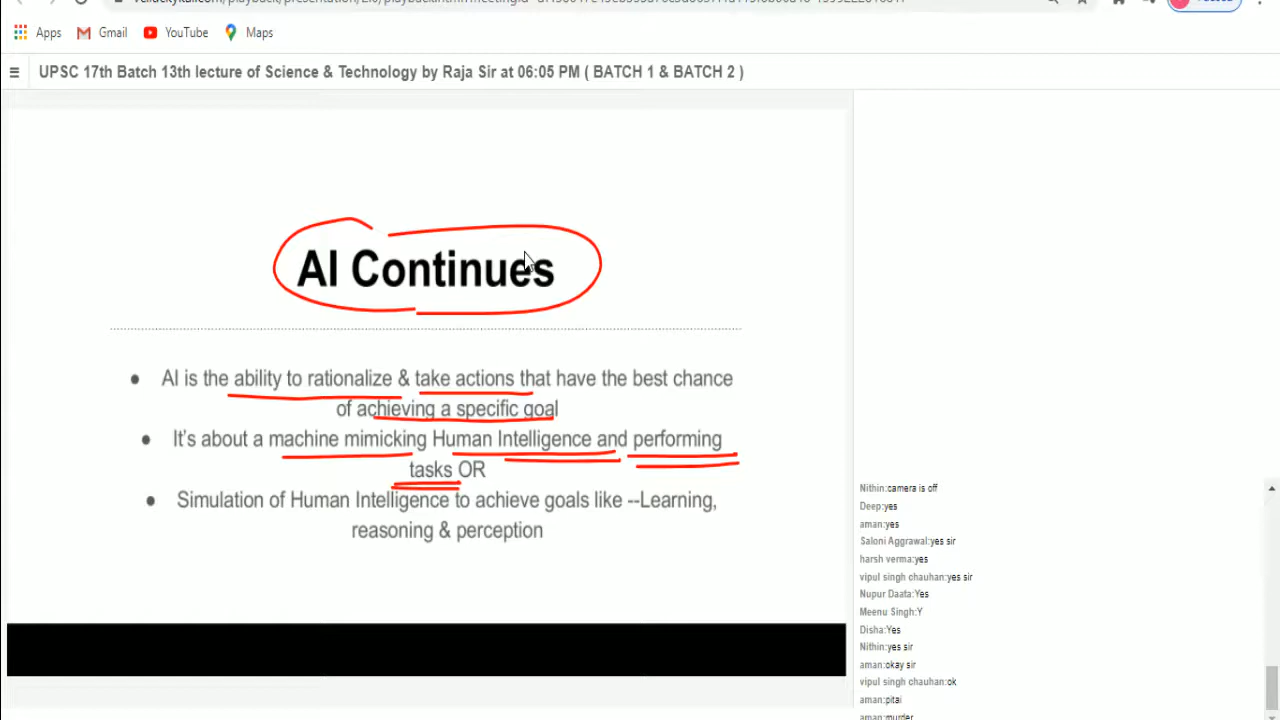 Apps Gmail YouTube Maps
UPSC 17th Batch 13th lecture of Science & Technology by Raja Sir at 06:05 PM ( BATCH 1 & BATCH 2 )
AI Continues
● AI is the ability to rationalize & take actions that have the best chance
of achieving a specific goal
● It's about a machine mimicking Human Intelligence and performing
tasks OR
● Simulation of Human Intelligence to achieve goals like --Learning,
reasoning & perception
Nithin:camera is off
Deep:yes
aman:yes
Saloni Aggrawal:yes sir
harsh verma:yes
vipul singh chauhan:yes sir
Nupur Daata:Yes
Meenu Singh:Y
Disha:Yes
Nithin:yes sir
aman:okay sir
vipul singh chauhan:ok
aman:pitai
aman:murder